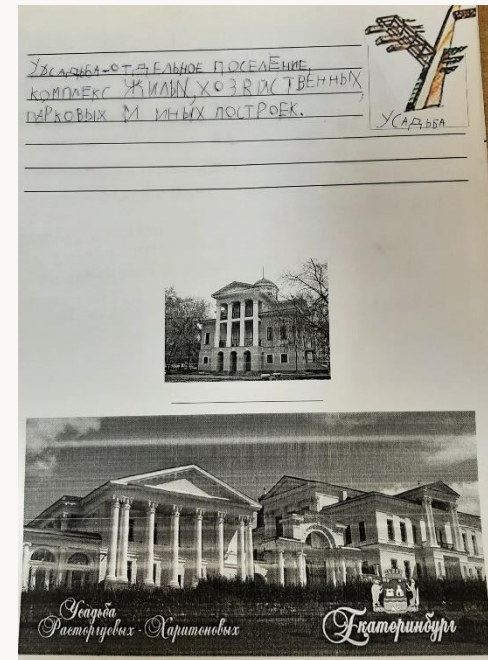 УСАДЬБА-ОТДЕЛЬНОЕ ПОСЕЛЕНИЕ,
КОМПЛЕКС ЖИЛЫХ, ХОЗЯЙСТВЕННЫХ,
ПАРКОВЫХ И ИНЫХ ПОСТРОЕК.
УСАДЬБА
Усадьба
Расторгуевых - Харитоновых
Екатеринбург